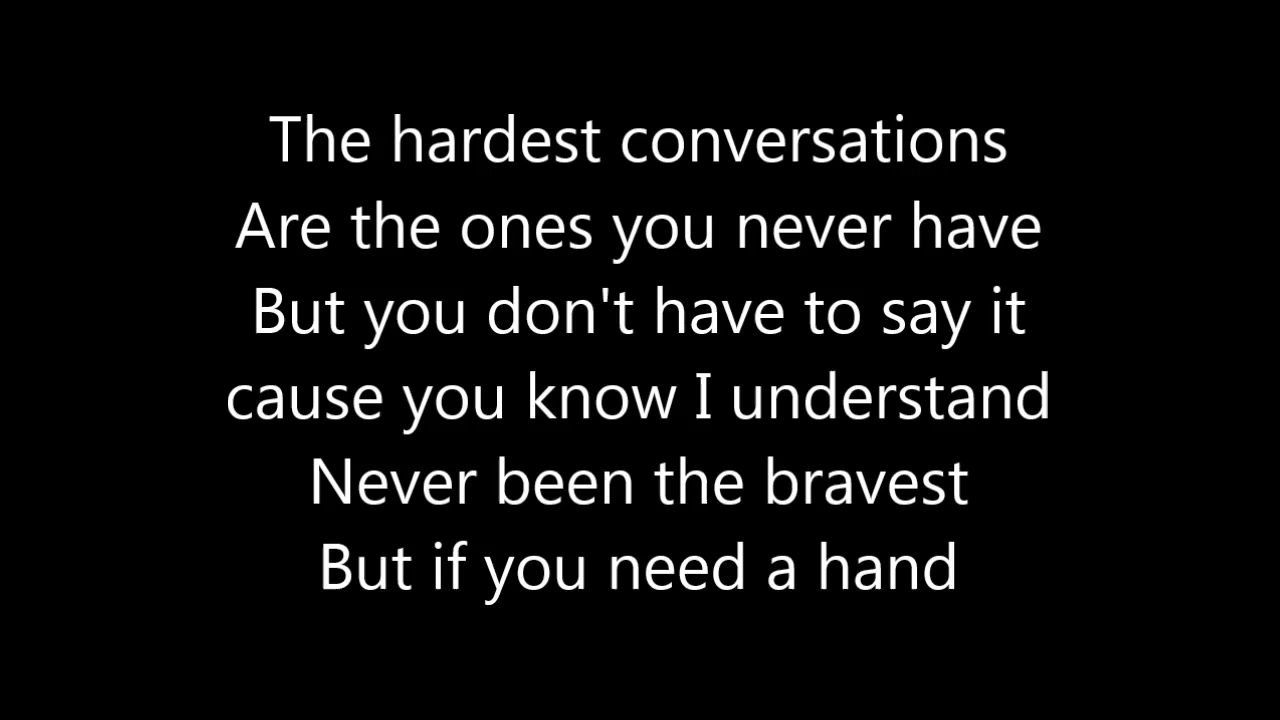 The hardest conversations
Are the ones you never have
But you don't have to say it
cause you know I understand
Never been the bravest
But if you need a hand